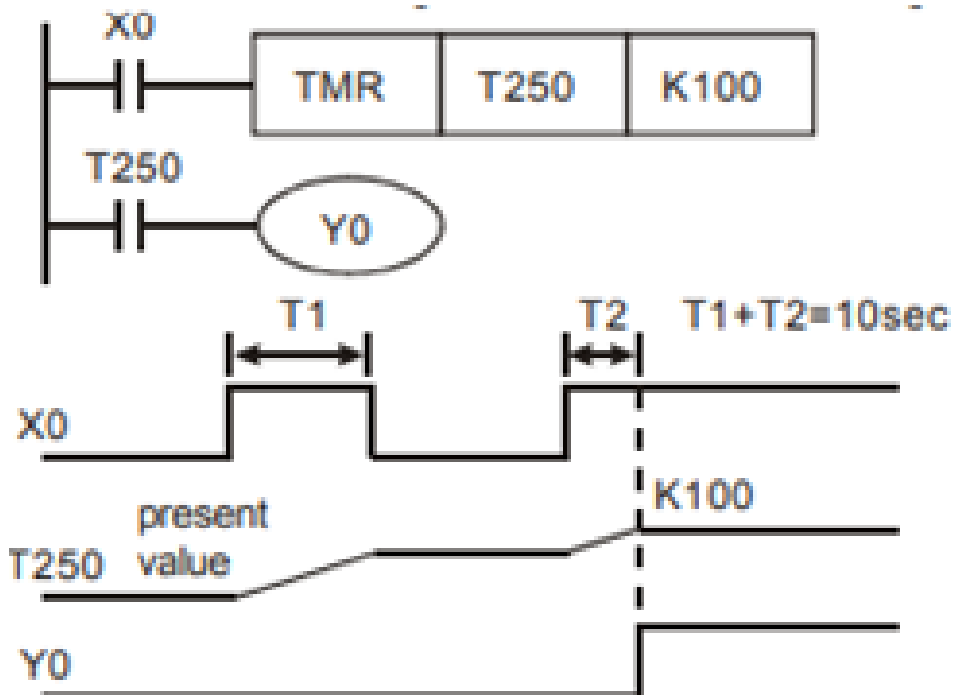 X0
TMR T250 K100
T250
Y0
T1 T2 T1+T2=10sec
X0
K100
present
T250 value
Y0